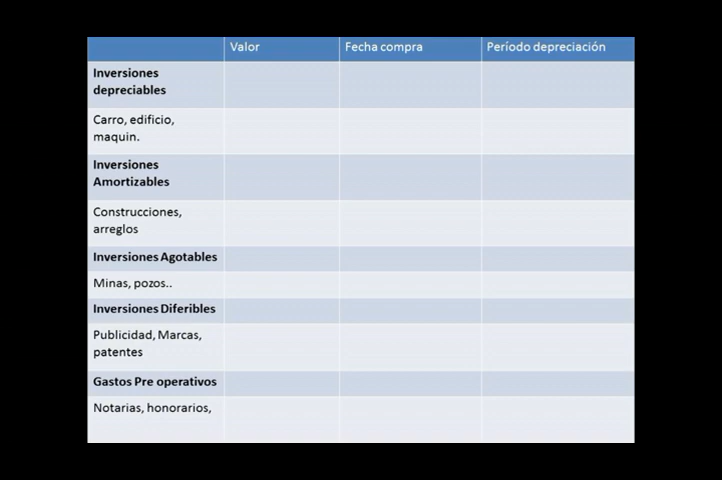 Valor Fecha compra Período depreciación
Inversiones
depreciables
Carro, edificio,
maquin.
Inversiones
Amortizables
Construcciones,
arreglos
Inversiones Agotables
Minas, pozos..
Inversiones Diferibles
Publicidad, Marcas,
patentes
Gastos Pre operativos
Notarias, honorarios,